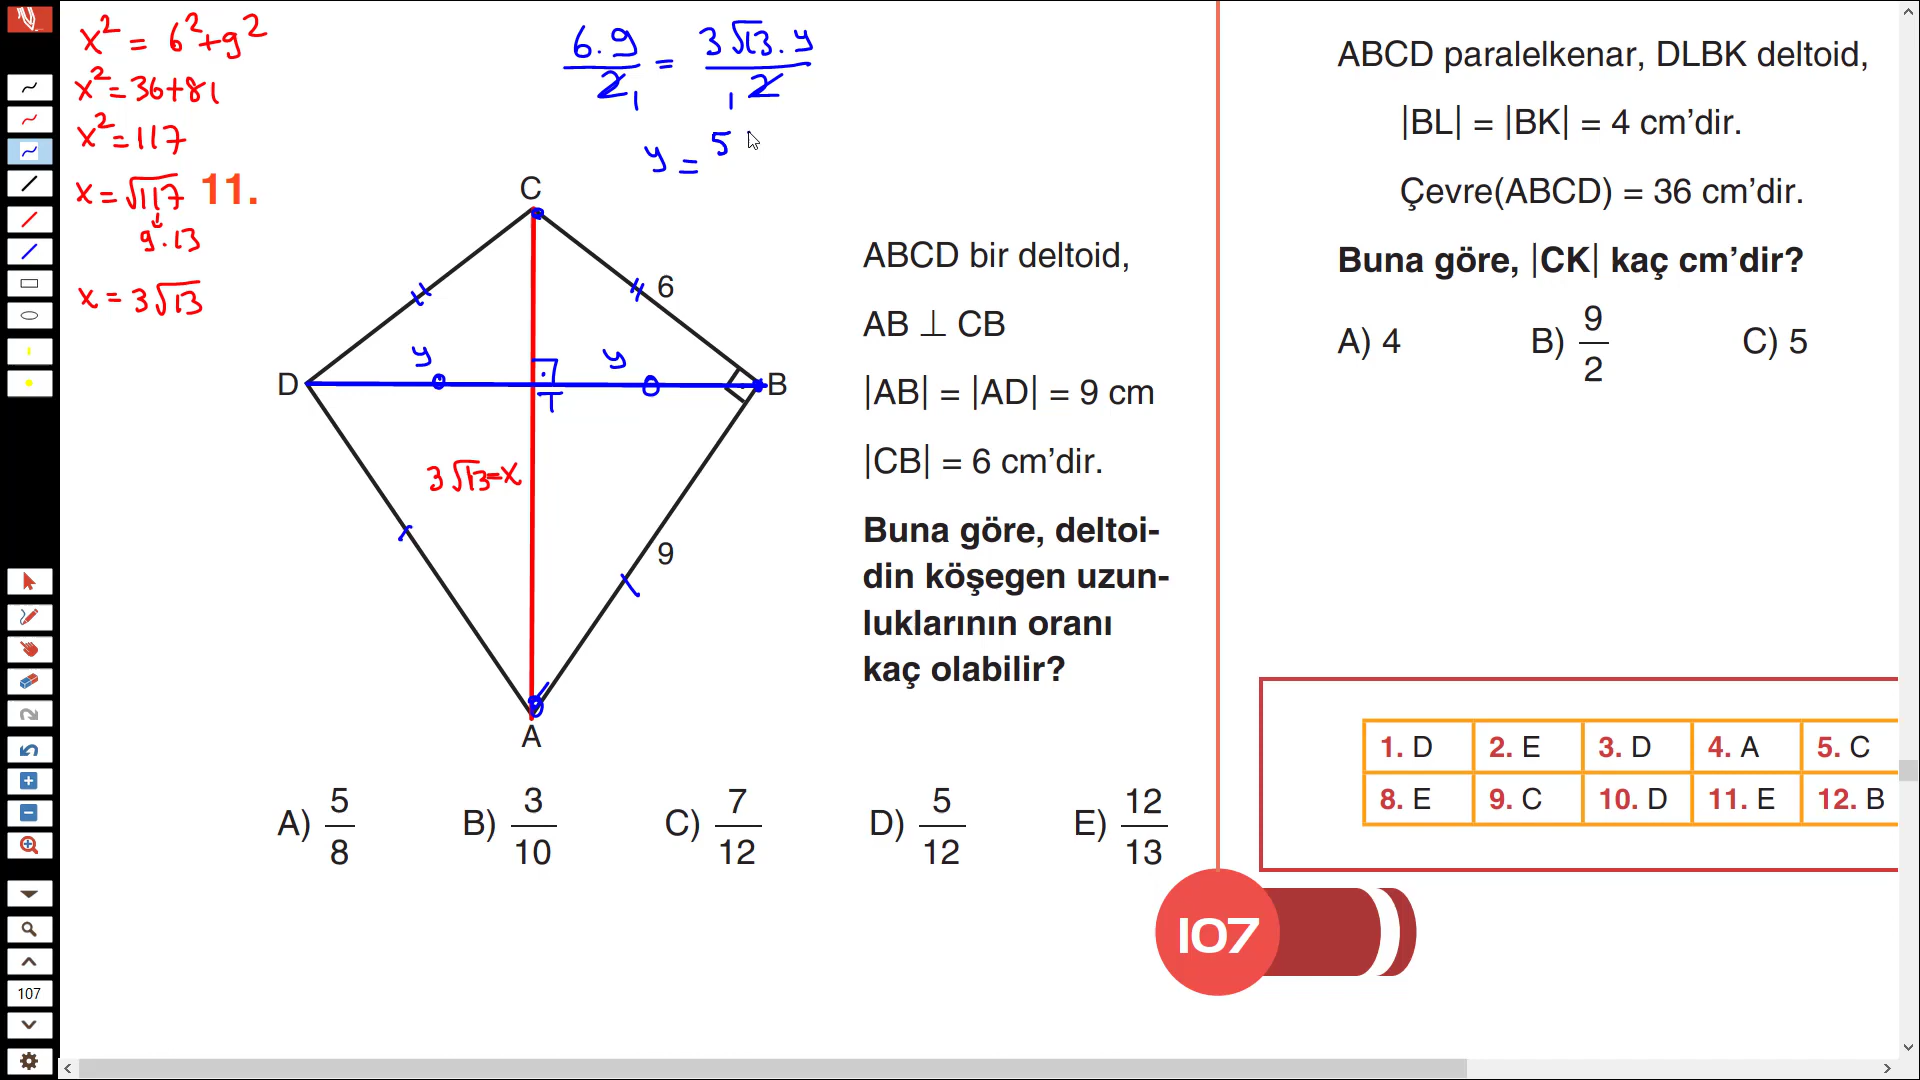 x² = 6²+9²
x² = 36+81
x² = 117
x = √117
9.13
x = 3√13
6.9/2 = 3√13.y/2
1 1
y = 5
11.
C
6
y y
D B
T
3√13=x
9
A
ABCD bir deltoid,
AB ⊥ CB
|AB| = |AD| = 9 cm
|CB| = 6 cm’dir.
Buna göre, deltoi-
din köşegen uzun-
luklarının oranı
kaç olabilir?
A) 5/8 B) 3/10 C) 7/12 D) 5/12 E) 12/13
ABCD paralelkenar, DLBK deltoid,
|BL| = |BK| = 4 cm’dir.
Çevre(ABCD) = 36 cm’dir.
Buna göre, |CK| kaç cm’dir?
A) 4 B) 9/2 C) 5
1. D 2. E 3. D 4. A 5. C
8. E 9. C 10. D 11. E 12. B
107
107